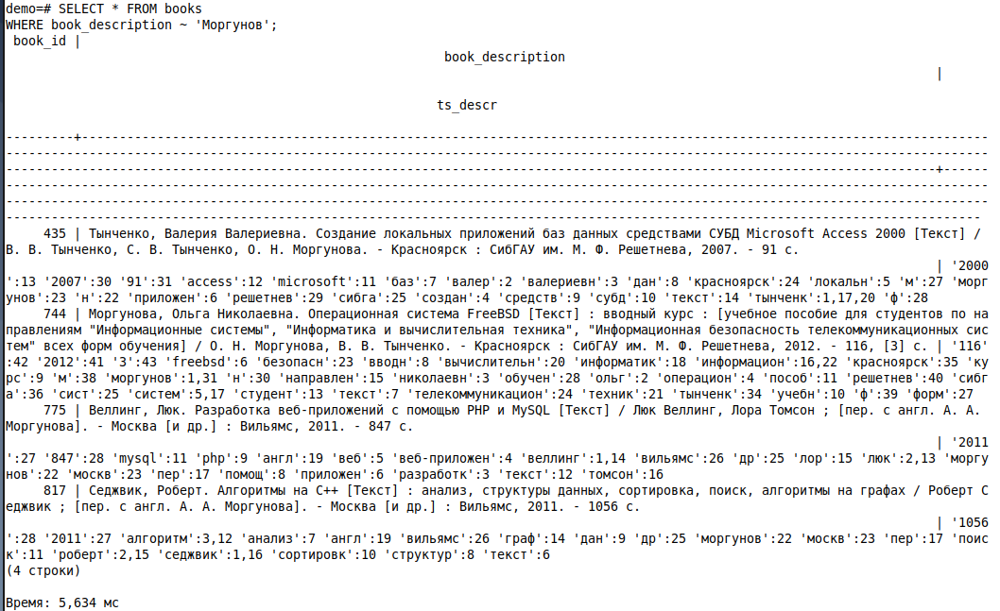 demo=# SELECT * FROM books
WHERE book_description ~ 'Моргунов';
book_id |
book_description
|
ts_descr
---------+------------------------------------------------------------------------------------------------------------------------
----------------------------------------------------------------------------------------------------------------------------------
---------------------------------------------------------------------------------------------------------------------------+------
----------------------------------------------------------------------------------------------------------------------------------
----------------------------------------------------------------------------------------------------------------------------------
---------------------------------------------------------------------------------------------------------------------------------
435 | Тынченко, Валерия Валериевна. Создание локальных приложений баз данных средствами СУБД Microsoft Access 2000 [Текст] /
В. В. Тынченко, С. В. Тынченко, О. Н. Моргунова. - Красноярск : СибГАУ им. М. Ф. Решетнева, 2007. - 91 с.
| '2000
':13 '2007':30 '91':31 'access':12 'microsoft':11 'баз':7 'валер':2 'валериевн':3 'дан':8 'красноярск':24 'локальн':5 'м':27 'морг
унов':23 'н':22 'приложен':6 'решетнев':29 'сибга':25 'создан':4 'средств':9 'субд':10 'текст':14 'тынченк':1,17,20 'ф':28
744 | Моргунова, Ольга Николаевна. Операционная система FreeBSD [Текст] : вводный курс : [учебное пособие для студентов по на
правлениям "Информационные системы", "Информатика и вычислительная техника", "Информационная безопасность телекоммуникационных сис
тем" всех форм обучения] / О. Н. Моргунова, В. В. Тынченко. - Красноярск : СибГАУ им. М. Ф. Решетнева, 2012. - 116, [3] с. | '116'
:42 '2012':41 '3':43 'freebsd':6 'безопасн':23 'вводн':8 'вычислительн':20 'информатик':18 'информацион':16,22 'красноярск':35 'ку
рс':9 'м':38 'моргунов':1,31 'н':30 'направлен':15 'николаевн':3 'обучен':28 'ольг':2 'операцион':4 'пособ':11 'решетнев':40 'сибг
а':36 'сист':25 'систем':5,17 'студент':13 'текст':7 'телекоммуникацион':24 'техник':21 'тынченк':34 'учебн':10 'ф':39 'форм':27
775 | Веллинг, Люк. Разработка веб-приложений с помощью PHP и MySQL [Текст] / Люк Веллинг, Лора Томсон ; [пер. с англ. А. А.
Моргунова]. - Москва [и др.] : Вильямс, 2011. - 847 с.
| '2011
':27 '847':28 'mysql':11 'php':9 'англ':19 'веб':5 'веб-приложен':4 'веллинг':1,14 'вильямс':26 'др':25 'лор':15 'люк':2,13 'моргу
нов':22 'москв':23 'пер':17 'помощ':8 'приложен':6 'разработк':3 'текст':12 'томсон':16
817 | Седжвик, Роберт. Алгоритмы на C++ [Текст] : анализ, структуры данных, сортировка, поиск, алгоритмы на графах / Роберт С
еджвик ; [пер. с англ. А. А. Моргунова]. - Москва [и др.] : Вильямс, 2011. - 1056 с.
| '1056
':28 '2011':27 'алгоритм':3,12 'анализ':7 'англ':19 'вильямс':26 'граф':14 'дан':9 'др':25 'моргунов':22 'москв':23 'пер':17 'поис
к':11 'роберт':2,15 'седжвик':1,16 'сортировк':10 'структур':8 'текст':6
(4 строки)
Время: 5,634 мс